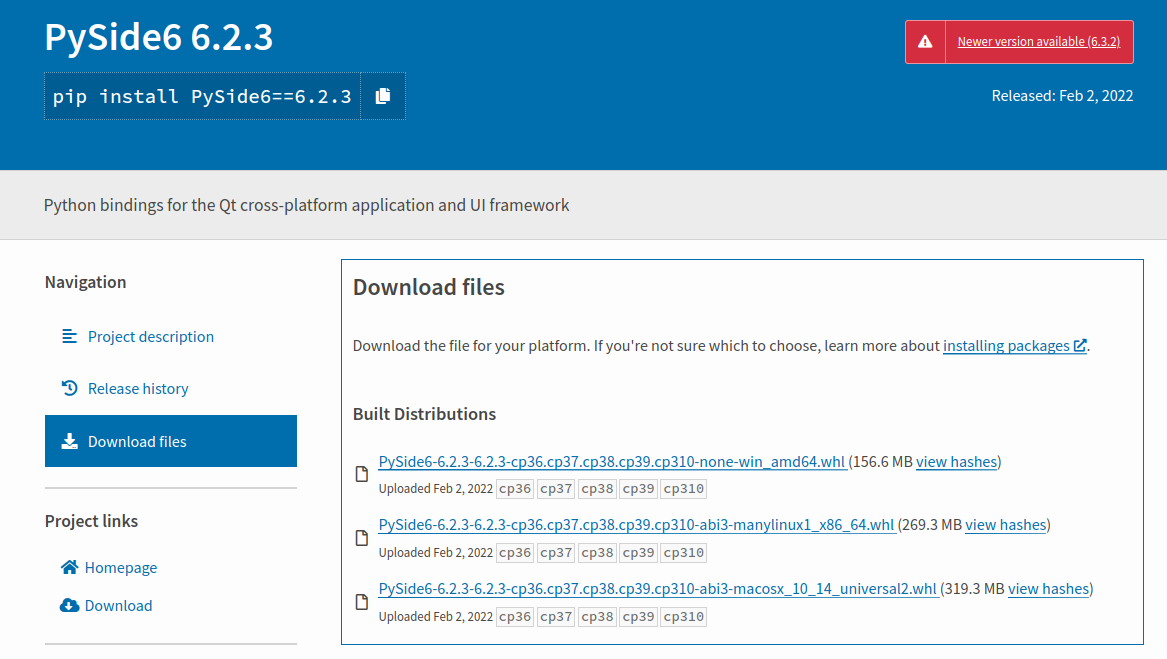 PySide6 6.2.3
Newer version available (6.3.2)
pip install PySide6==6.2.3
Released: Feb 2, 2022
Python bindings for the Qt cross-platform application and UI framework
Navigation
Project description
Release history
Download files
Project links
Homepage
Download
Download files
Download the file for your platform. If you're not sure which to choose, learn more about installing packages.
Built Distributions
PySide6-6.2.3-6.2.3-cp36.cp37.cp38.cp39.cp310-none-win_amd64.whl (156.6 MB view hashes)
Uploaded Feb 2, 2022 cp36 cp37 cp38 cp39 cp310
PySide6-6.2.3-6.2.3-cp36.cp37.cp38.cp39.cp310-abi3-manylinux1_x86_64.whl (269.3 MB view hashes)
Uploaded Feb 2, 2022 cp36 cp37 cp38 cp39 cp310
PySide6-6.2.3-6.2.3-cp36.cp37.cp38.cp39.cp310-abi3-macosx_10_14_universal2.whl (319.3 MB view hashes)
Uploaded Feb 2, 2022 cp36 cp37 cp38 cp39 cp310